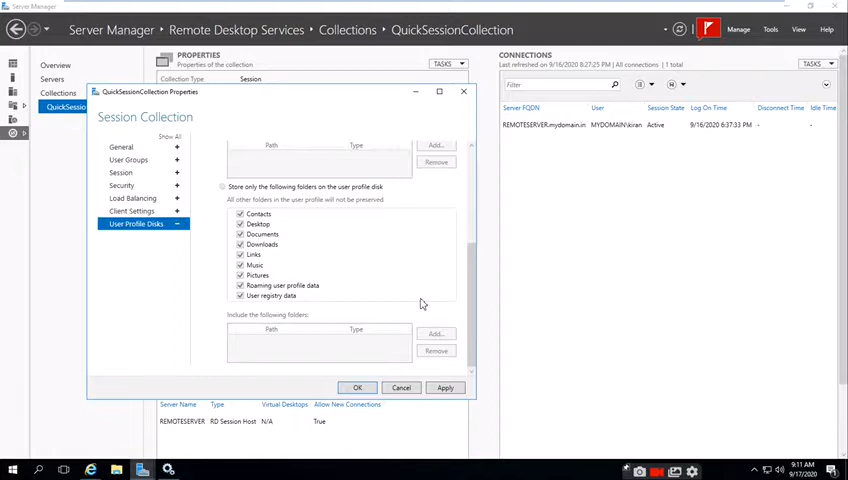 Server Manager
Server Manager ▸ Remote Desktop Services ▸ Collections ▸ QuickSessionCollection
Manage Tools View Help
Overview
Servers
Collections
QuickSessio
PROPERTIES
Properties of the collection
TASKS
Collection Type Session
CONNECTIONS
Last refreshed on 9/16/2020 8:27:25 PM | All connections | 1 total
TASKS
Filter
Server FQDN User Session State Log On Time Disconnect Time Idle Time
REMOTESERVER.mydomain.in MYDOMAIN\kiran Active 9/16/2020 6:37:33 PM - -
QuickSessionCollection Properties
Session Collection
Show All
General +
User Groups +
Session +
Security +
Load Balancing +
Client Settings +
User Profile Disks –
Path Type
Add...
Remove
Store only the following folders on the user profile disk
All other folders in the user profile will not be preserved
Contacts
Desktop
Documents
Downloads
Links
Music
Pictures
Roaming user profile data
User registry data
Include the following folders:
Path Type
Add...
Remove
OK Cancel Apply
Server Name Type Virtual Desktops Allow New Connections
REMOTESERVER RD Session Host N/A True
9:11 AM
9/17/2020